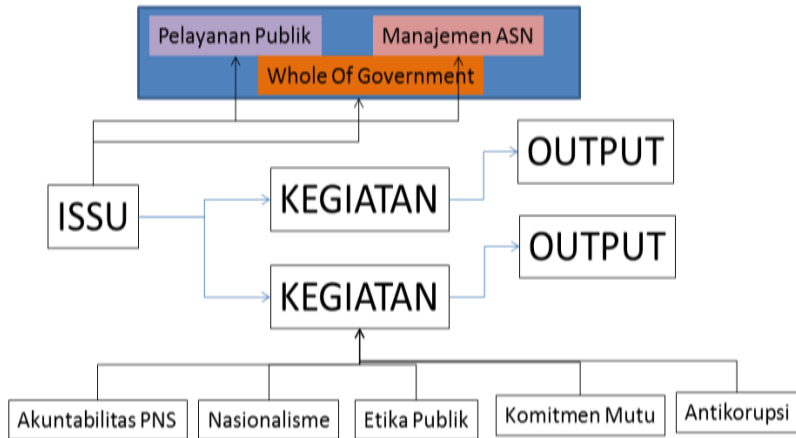 Pelayanan Publik
Manajemen ASN
Whole Of Government
OUTPUT
KEGIATAN
ISSU
OUTPUT
KEGIATAN
Akuntabilitas PNS
Nasionalisme
Etika Publik
Komitmen Mutu
Antikorupsi